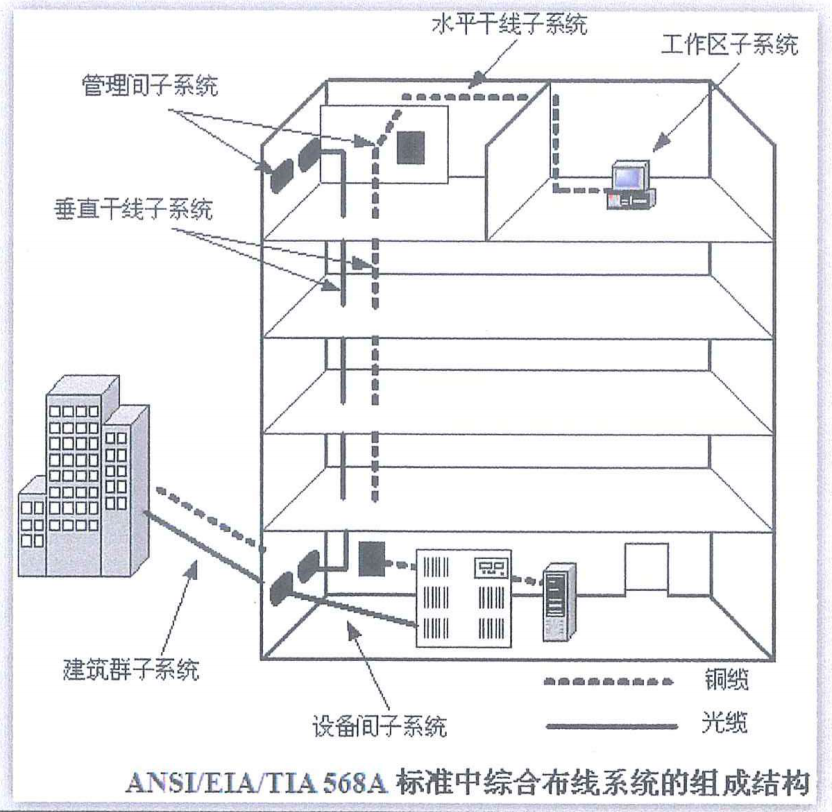 水平干线子系统
工作区子系统
管理间子系统
垂直干线子系统
建筑群子系统
设备间子系统
铜缆
光缆
ANSI/EIA/TIA 568A 标准中综合布线系统的组成结构